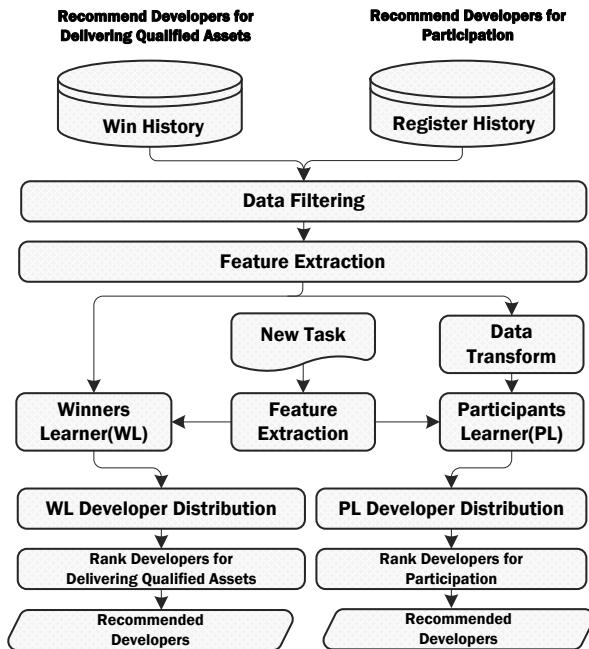 Recommend Developers for
Delivering Qualified Assets
Recommend Developers for
Participation
Win History
Register History
Data Filtering
Feature Extraction
New Task
Data
Transform
Winners
Learner(WL)
Feature
Extraction
Participants
Learner(PL)
WL Developer Distribution
PL Developer Distribution
Rank Developers for
Delivering Qualified Assets
Rank Developers for
Participation
Recommended
Developers
Recommended
Developers